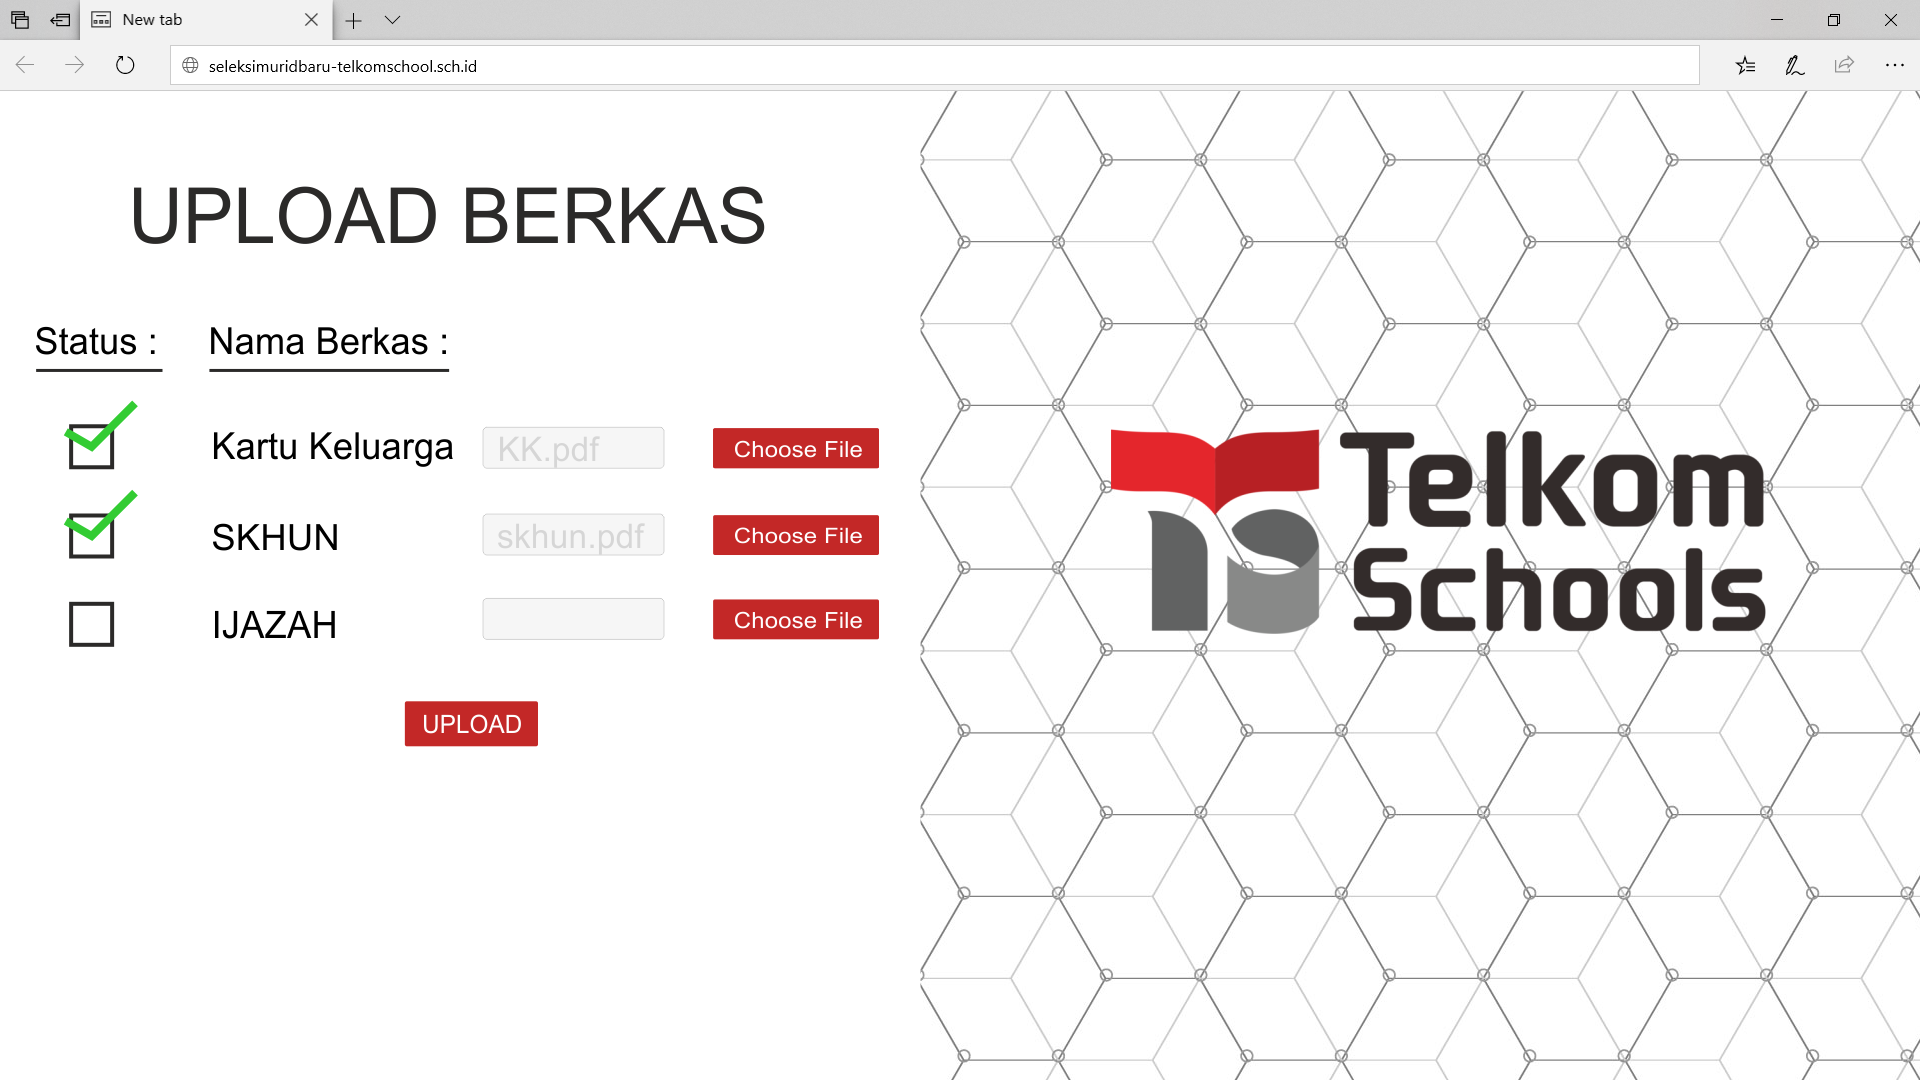 New tab
seleksimuridbaru-telkomschool.sch.id
UPLOAD BERKAS
Status : Nama Berkas :
Kartu Keluarga KK.pdf Choose File
SKHUN skhun.pdf Choose File
IJAZAH Choose File
UPLOAD
Telkom
Schools